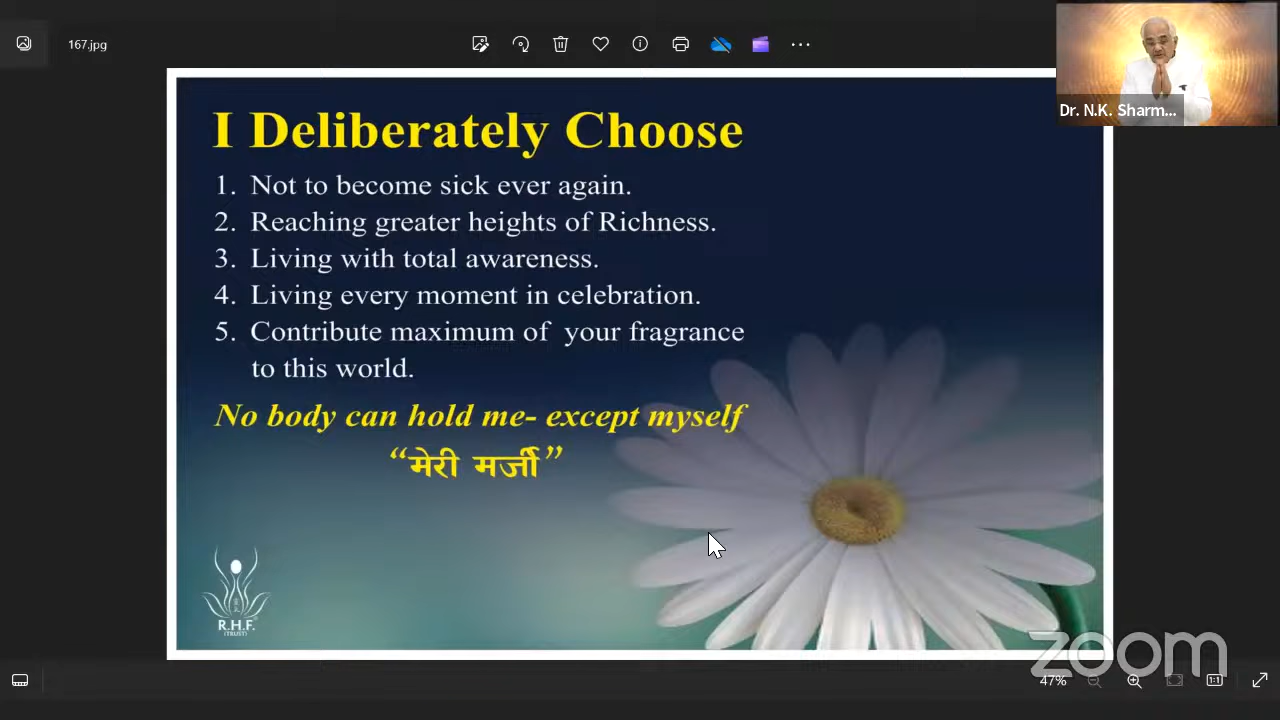 167.jpg
Dr. N.K. Sharm...
I Deliberately Choose
1. Not to become sick ever again.
2. Reaching greater heights of Richness.
3. Living with total awareness.
4. Living every moment in celebration.
5. Contribute maximum of your fragrance
to this world.
No body can hold me- except myself
“मेरी मर्जी”
R.H.F.
(TRUST)
zoom
47%
1:1